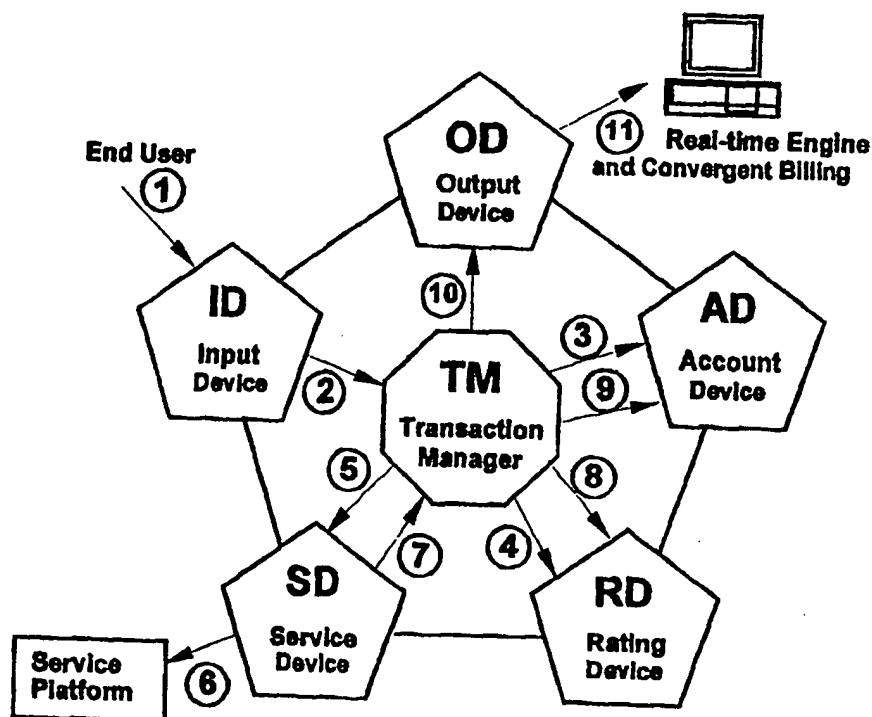 OD
Output
Device
11
Real-time Engine
and Convergent Billing
End User
1
ID
Input
Device
2
10
TM
Transaction
Manager
3
9
AD
Account
Device
5
7
4
8
SD
Service
Device
RD
Rating
Device
6
Service
Platform